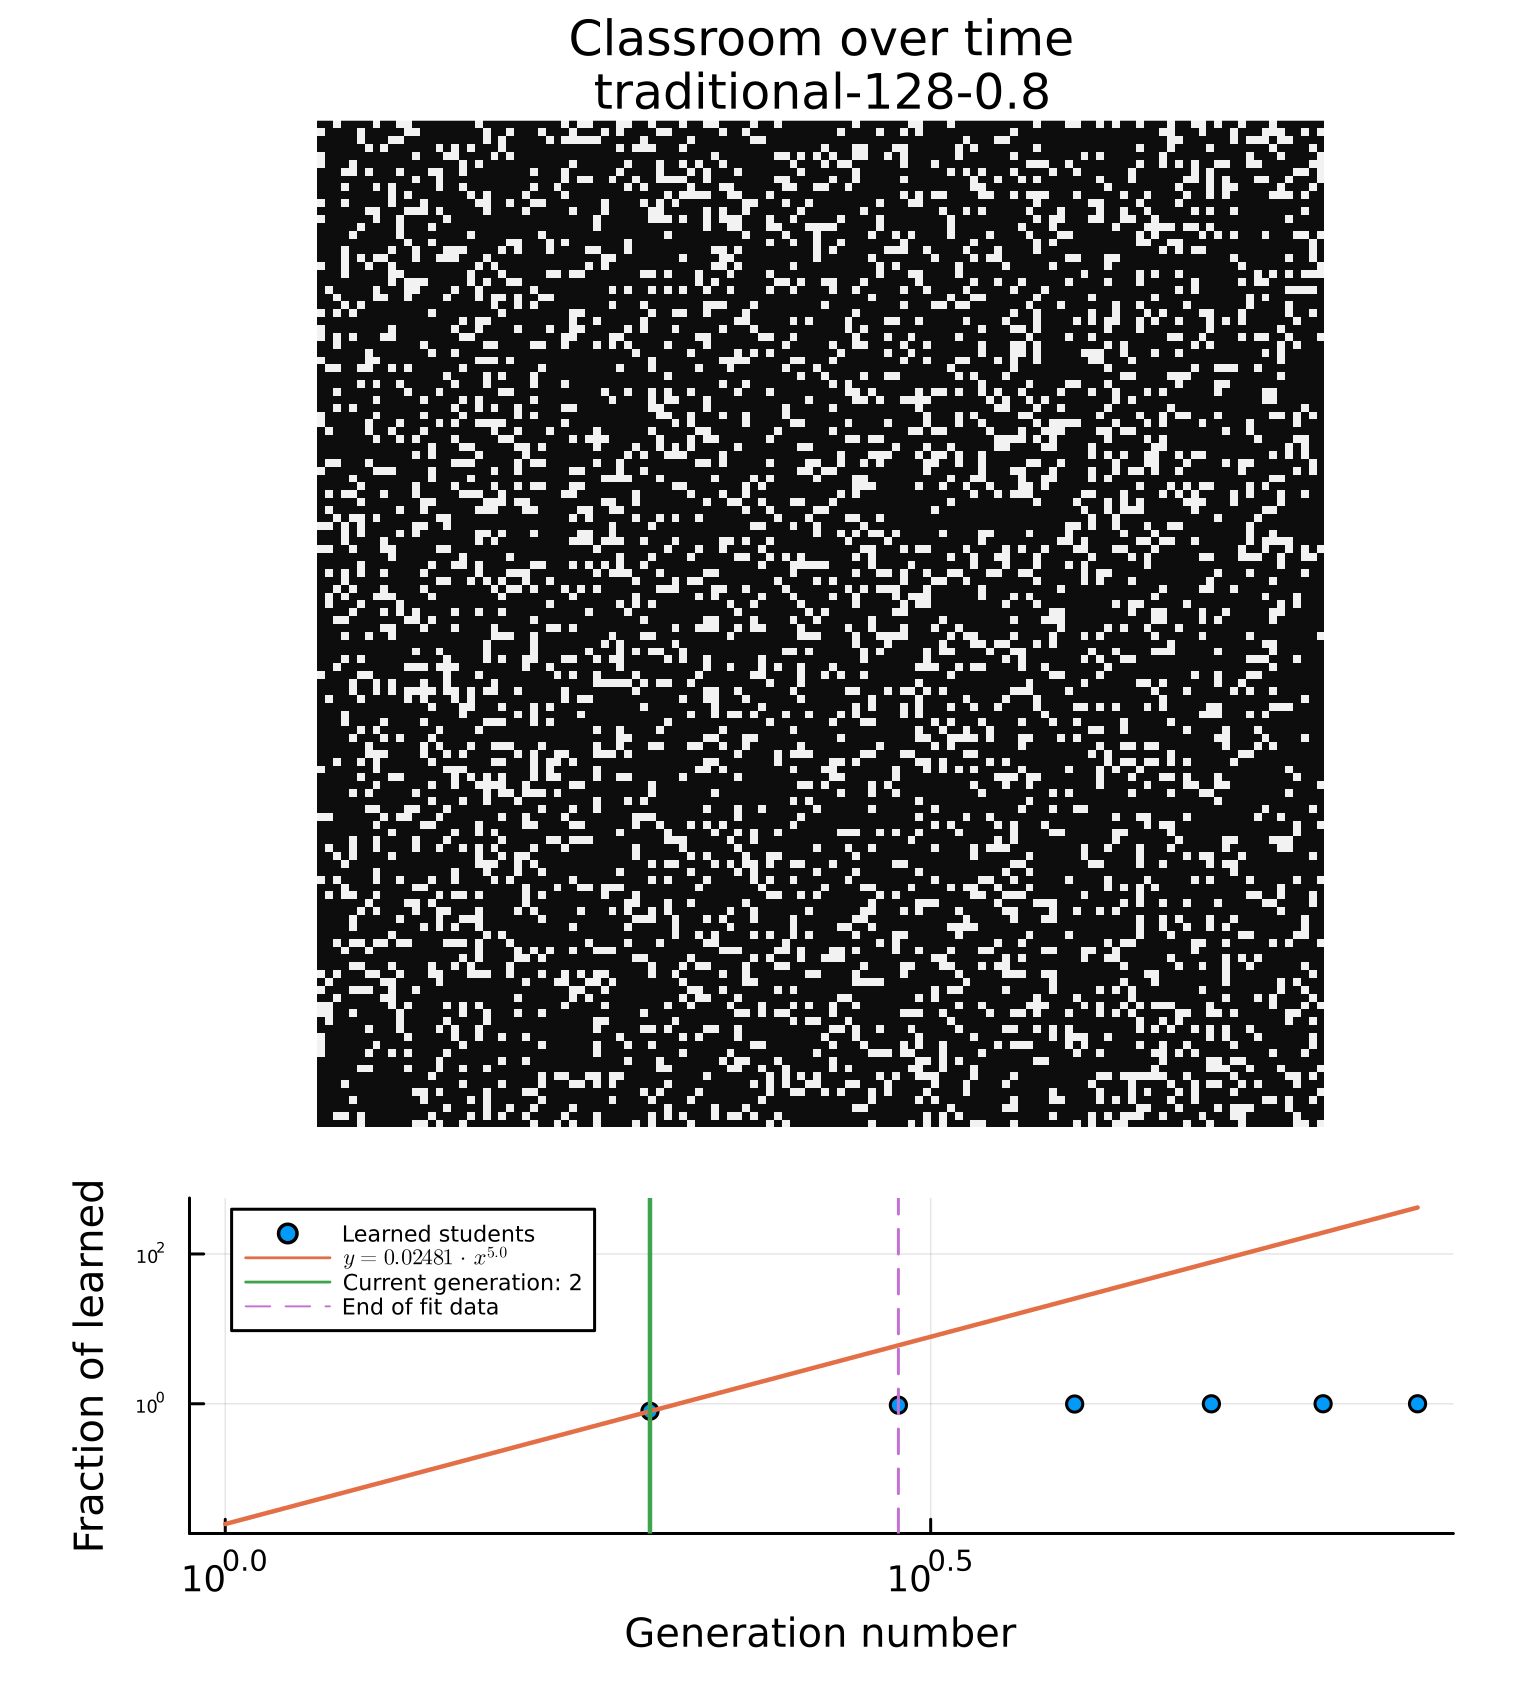 Classroom over time
traditional-128-0.8
Fraction of learned
Learned students
y = 0.02481 · x^5.0
Current generation: 2
End of fit data
10^2
10^0
10^0.0
10^0.5
Generation number